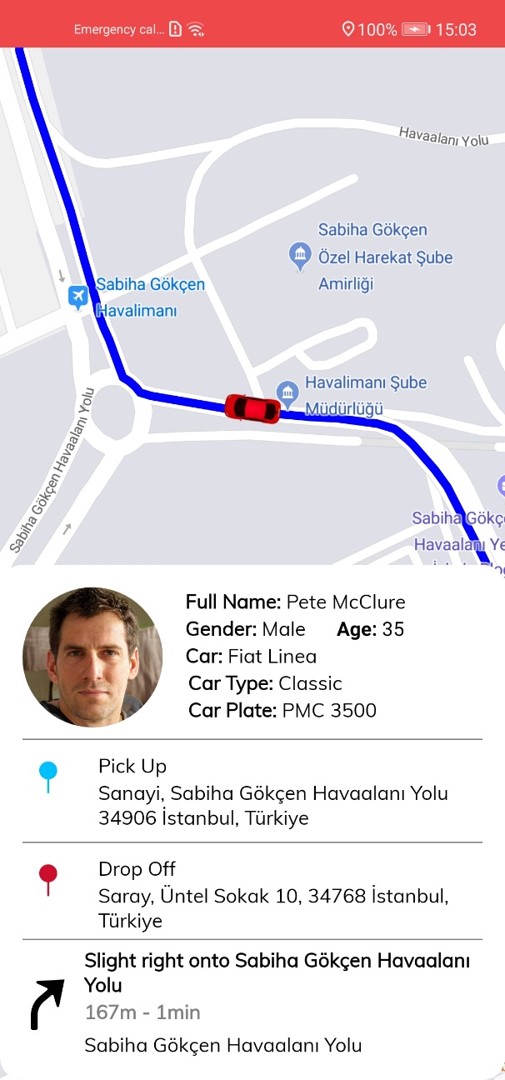 Emergency cal... 100% 15:03
Havaalanı Yolu
Sabiha Gökçen
Özel Harekat Şube
Amirliği
Sabiha Gökçen
Havalimanı
Havalimanı Şube
Müdürlüğü
Sabiha Gökçen Havaalanı Yolu
Sabiha Gökç
Havaalanı Ye
Full Name: Pete McClure
Gender: Male Age: 35
Car: Fiat Linea
Car Type: Classic
Car Plate: PMC 3500
Pick Up
Sanayi, Sabiha Gökçen Havaalanı Yolu
34906 İstanbul, Türkiye
Drop Off
Saray, Üntel Sokak 10, 34768 İstanbul,
Türkiye
Slight right onto Sabiha Gökçen Havaalanı
Yolu
167m - 1min
Sabiha Gökçen Havaalanı Yolu